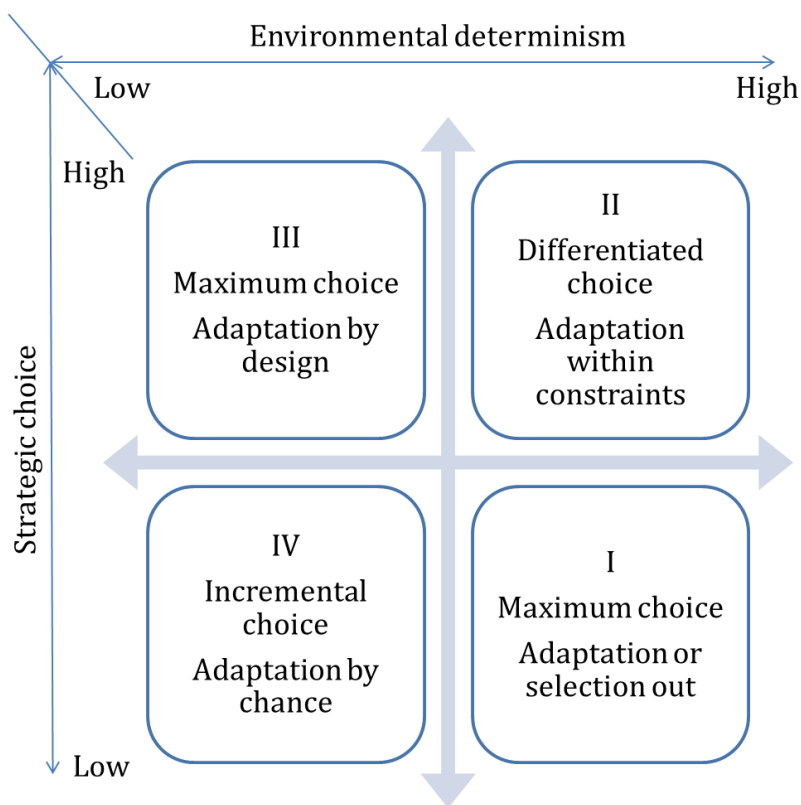 Environmental determinism
Low
High
High
III
Maximum choice
Adaptation by
design
II
Differentiated
choice
Adaptation
within
constraints
Strategic choice
IV
Incremental
choice
Adaptation by
chance
I
Maximum choice
Adaptation or
selection out
Low